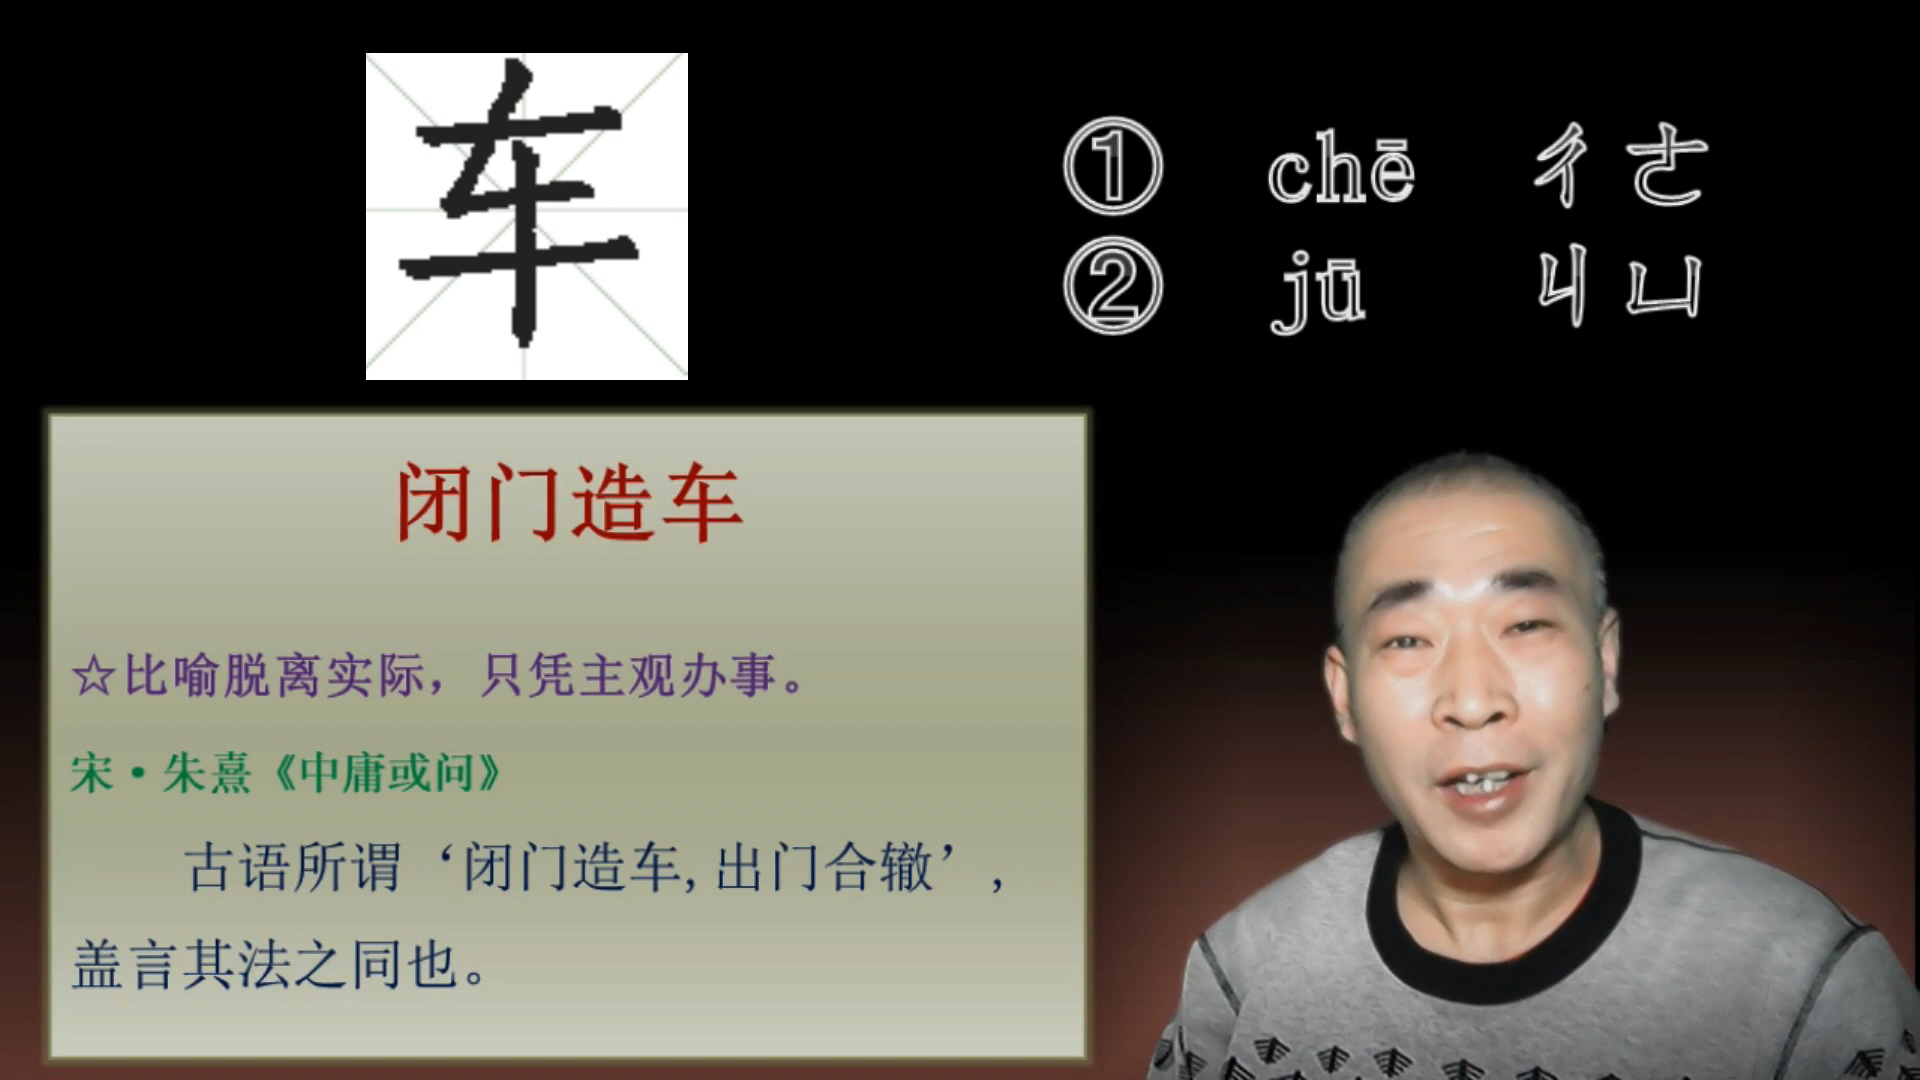 车
① chē ㄔㄜ
② jū ㄐㄩ
闭门造车
☆比喻脱离实际，只凭主观办事。
宋·朱熹《中庸或问》
古语所谓‘闭门造车,出门合辙’,
盖言其法之同也。